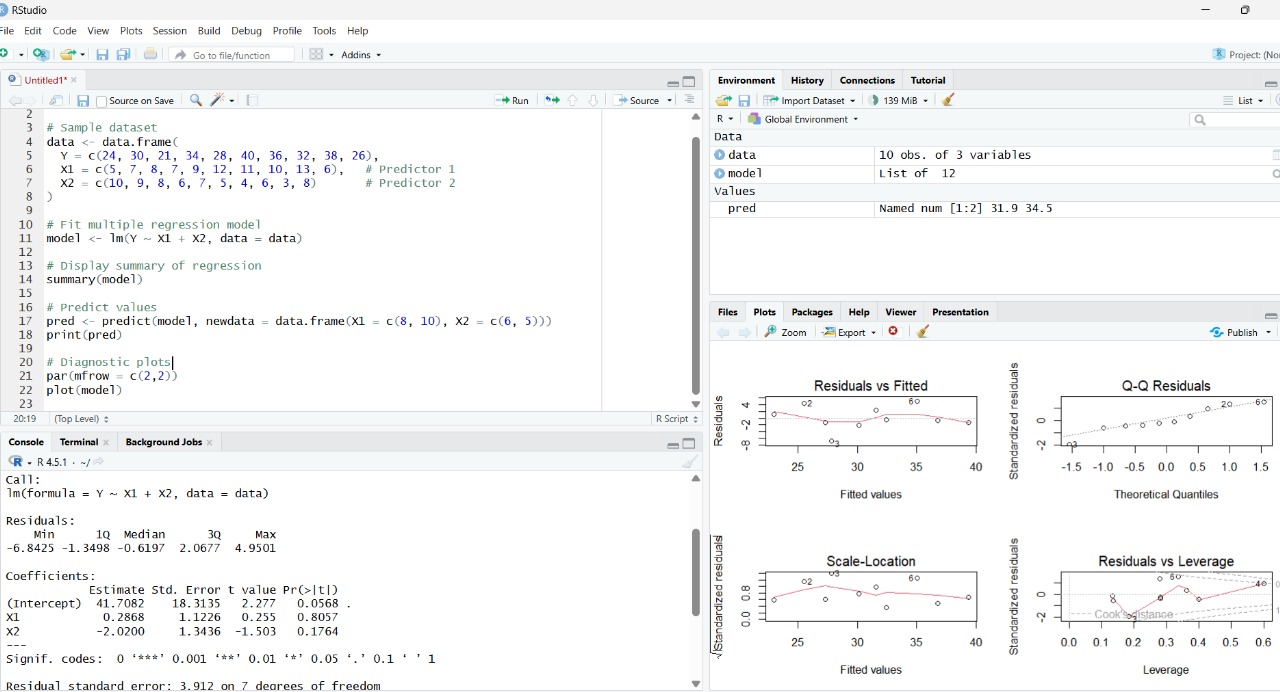 RStudio
File Edit Code View Plots Session Build Debug Profile Tools Help
Go to file/function Addins Project: (Non
Untitled1*
Source on Save Run Source
2
3 # Sample dataset
4 data <- data.frame(
5 Y = c(24, 30, 21, 34, 28, 40, 36, 32, 38, 26),
6 X1 = c(5, 7, 8, 7, 9, 12, 11, 10, 13, 6), # Predictor 1
7 X2 = c(10, 9, 8, 6, 7, 5, 4, 6, 3, 8) # Predictor 2
8 )
9
10 # Fit multiple regression model
11 model <- lm(Y ~ X1 + X2, data = data)
12
13 # Display summary of regression
14 summary(model)
15
16 # Predict values
17 pred <- predict(model, newdata = data.frame(X1 = c(8, 10), X2 = c(6, 5)))
18 print(pred)
19
20 # Diagnostic plots
21 par(mfrow = c(2,2))
22 plot(model)
23
20:19 (Top Level) R Script
Console Terminal Background Jobs
R R 4.5.1 · ~/
Call:
lm(formula = Y ~ X1 + X2, data = data)
Residuals:
Min 1Q Median 3Q Max
-6.8425 -1.3498 -0.6197 2.0677 4.9501
Coefficients:
Estimate Std. Error t value Pr(>|t|)
(Intercept) 41.7082 18.3135 2.277 0.0568 .
X1 0.2868 1.1226 0.255 0.8057
X2 -2.0200 1.3436 -1.503 0.1764
---
Signif. codes: 0 ‘***’ 0.001 ‘**’ 0.01 ‘*’ 0.05 ‘.’ 0.1 ‘ ’ 1
Residual standard error: 3.912 on 7 degrees of freedom
Environment History Connections Tutorial
Import Dataset 139 MiB List
R Global Environment
Data
data 10 obs. of 3 variables
model List of 12
Values
pred Named num [1:2] 31.9 34.5
Files Plots Packages Help Viewer Presentation
Zoom Export Publish
Residuals vs Fitted
Residuals
-8 -2 4
2 6 3
25 30 35 40
Fitted values
Q-Q Residuals
Standardized residuals
-2 0
3 2 6
-1.5 -1.0 -0.5 0.0 0.5 1.0 1.5
Theoretical Quantiles
Scale-Location
√|Standardized residuals|
0.0 0.8
2 3 6
25 30 35 40
Fitted values
Residuals vs Leverage
Standardized residuals
-2 0
6 4 3
Cook's distance
0.0 0.1 0.2 0.3 0.4 0.5 0.6
Leverage